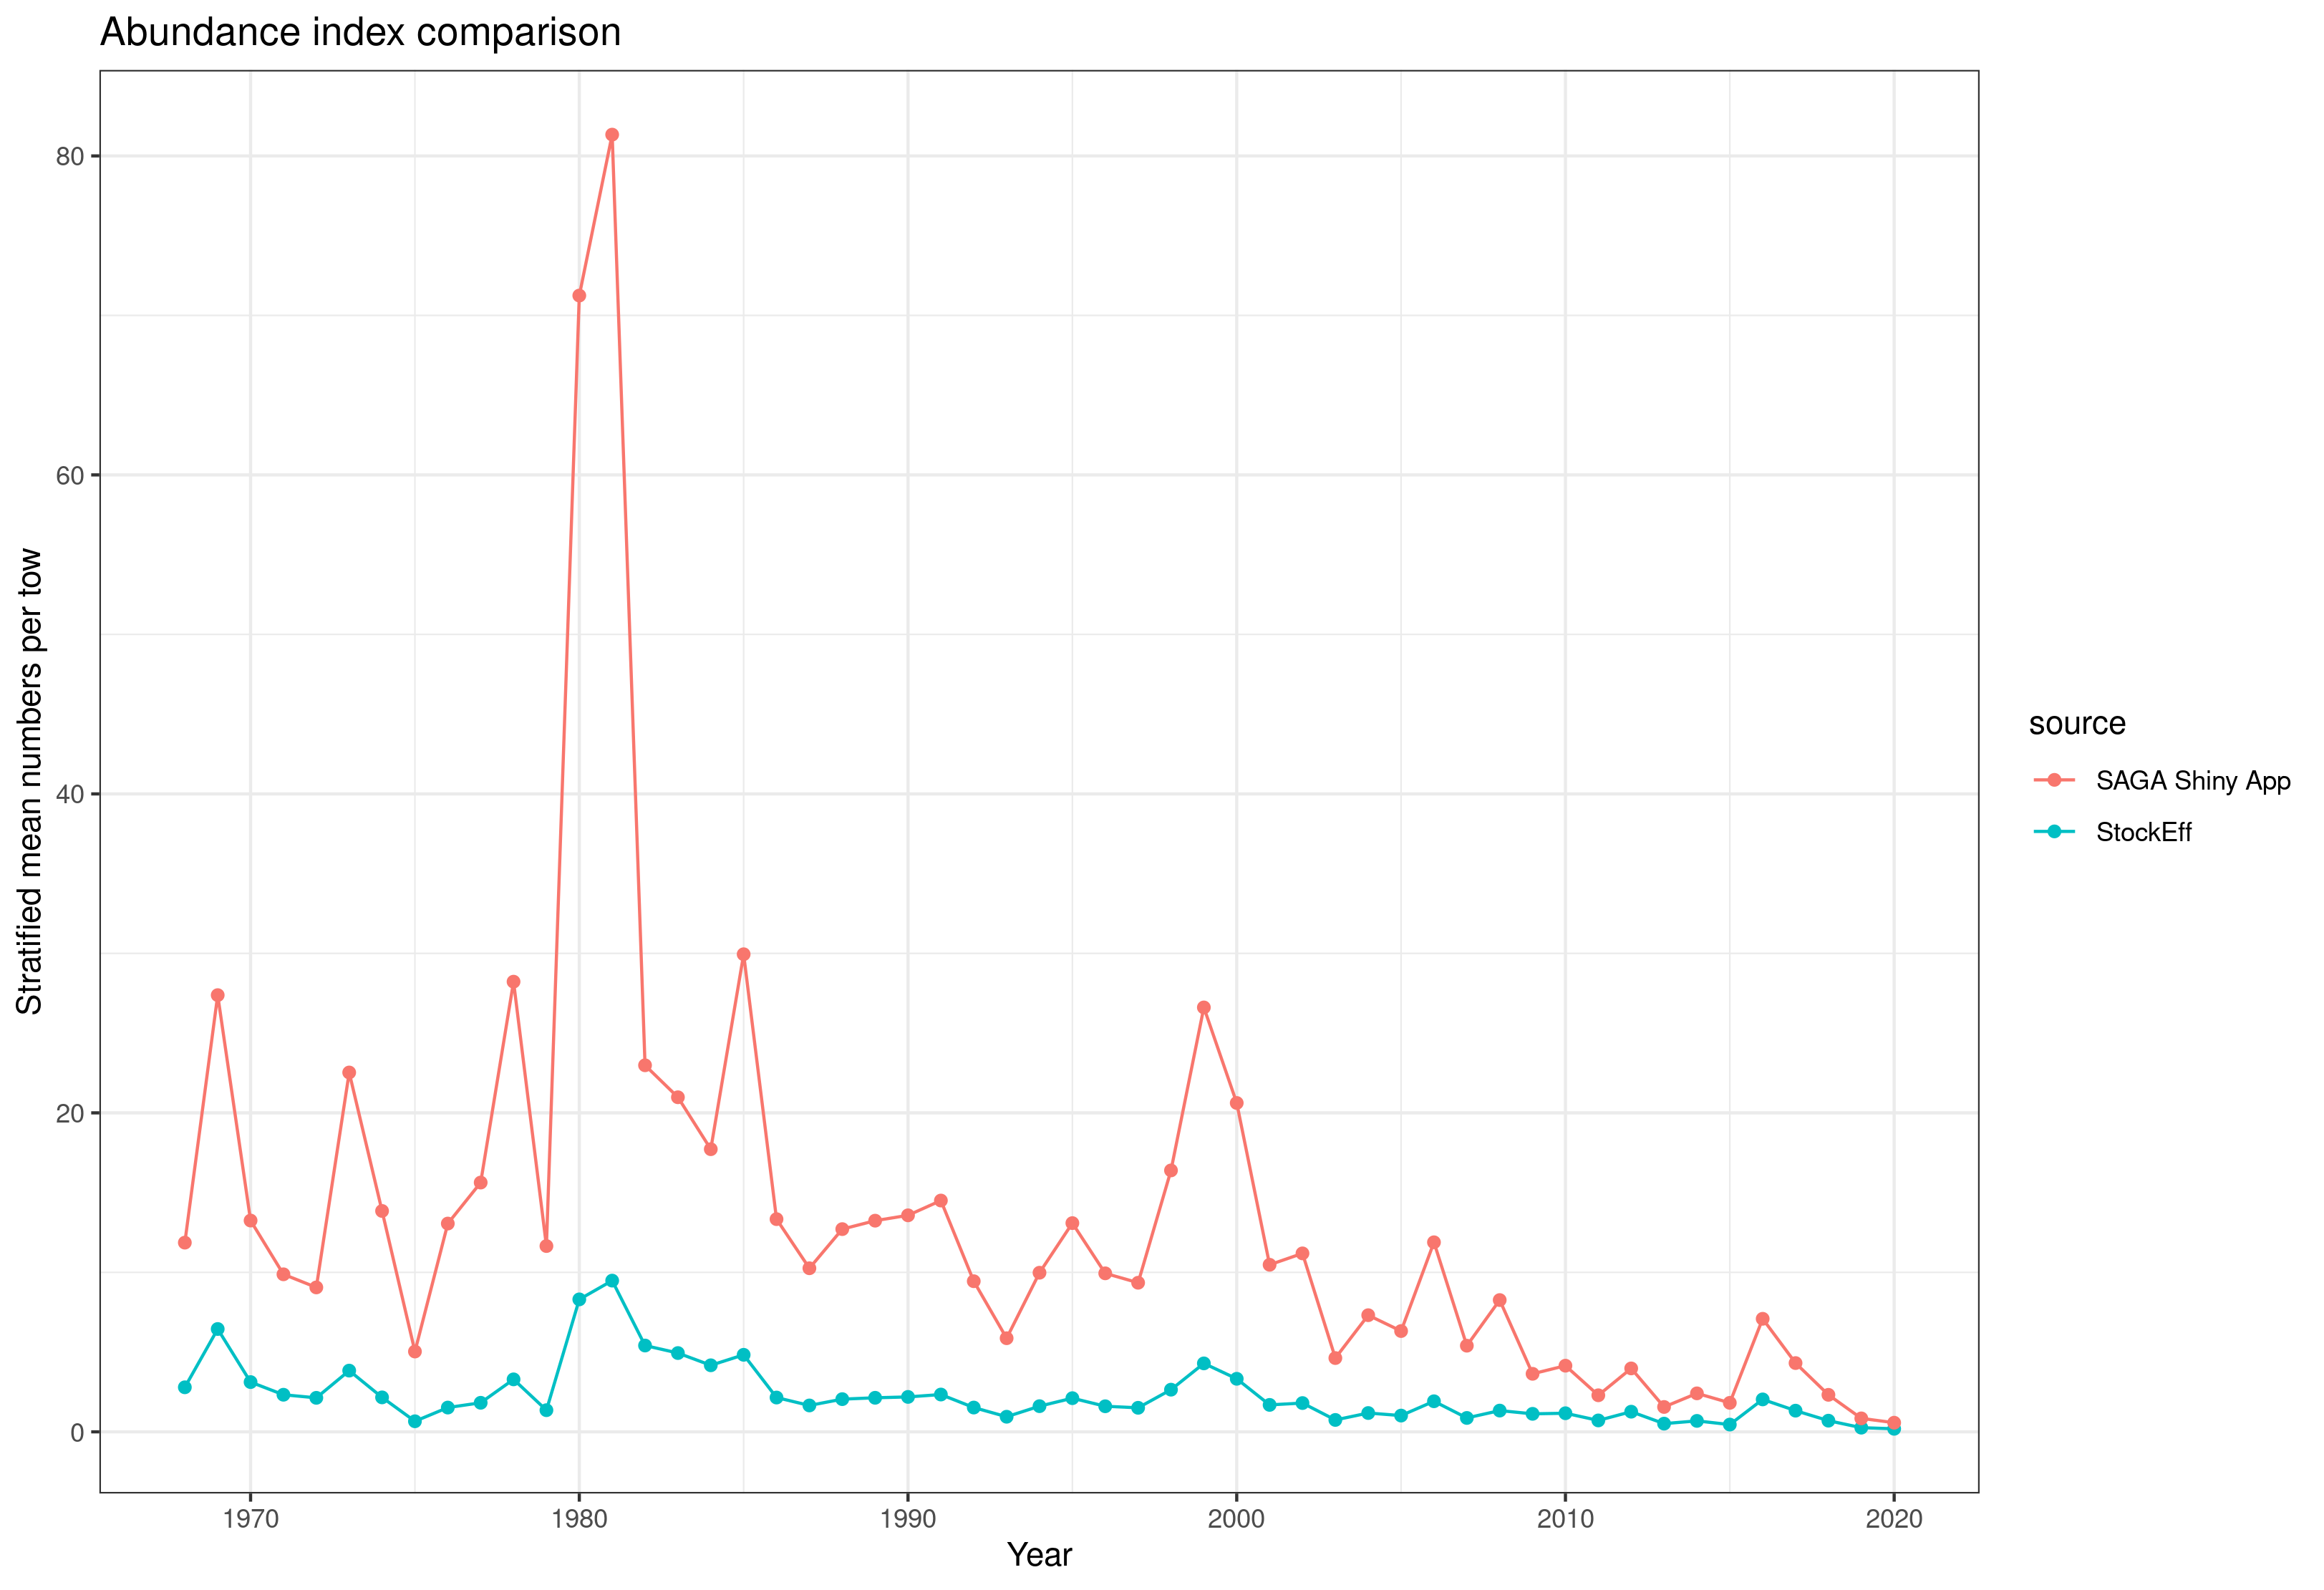 Abundance index comparison
80
60
40
20
0
Stratified mean numbers per tow
1970
1980
1990
2000
2010
2020
Year
source
SAGA Shiny App
StockEff